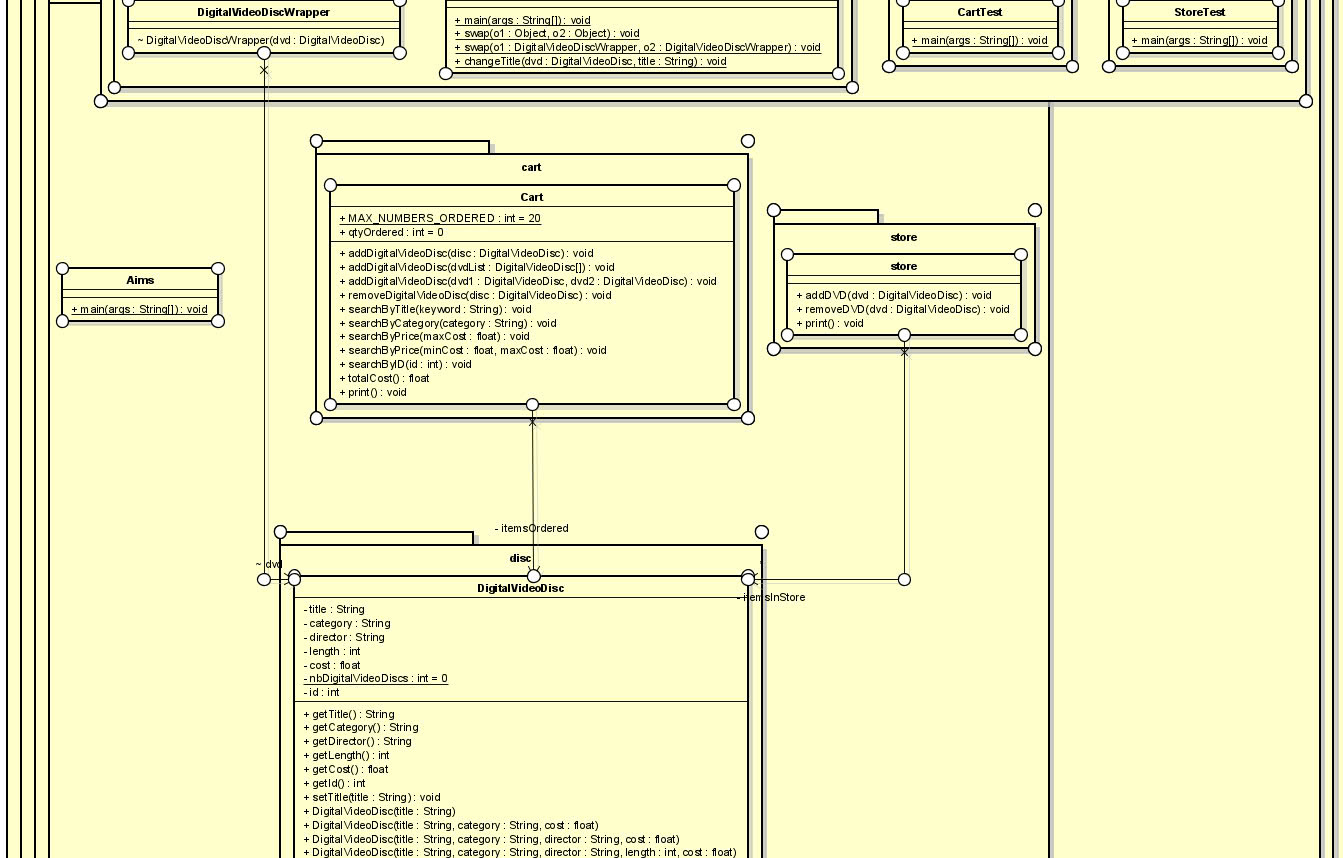 DigitalVideoDiscWrapper
~ DigitalVideoDiscWrapper(dvd : DigitalVideoDisc)
+ main(args : String[]) : void
+ swap(o1 : Object, o2 : Object) : void
+ swap(o1 : DigitalVideoDiscWrapper, o2 : DigitalVideoDiscWrapper) : void
+ changeTitle(dvd : DigitalVideoDisc, title : String) : void
CartTest
+ main(args : String[]) : void
StoreTest
+ main(args : String[]) : void
cart
Cart
+ MAX_NUMBERS_ORDERED : int = 20
+ qtyOrdered : int = 0
+ addDigitalVideoDisc(disc : DigitalVideoDisc) : void
+ addDigitalVideoDisc(dvdList : DigitalVideoDisc[]) : void
+ addDigitalVideoDisc(dvd1 : DigitalVideoDisc, dvd2 : DigitalVideoDisc) : void
+ removeDigitalVideoDisc(disc : DigitalVideoDisc) : void
+ searchByTitle(keyword : String) : void
+ searchByCategory(category : String) : void
+ searchByPrice(maxCost : float) : void
+ searchByPrice(minCost : float, maxCost : float) : void
+ searchByID(id : int) : void
+ totalCost() : float
+ print() : void
store
store
+ addDVD(dvd : DigitalVideoDisc) : void
+ removeDVD(dvd : DigitalVideoDisc) : void
+ print() : void
Aims
+ main(args : String[]) : void
- itemsOrdered
~ dvd
- itemsInStore
disc
DigitalVideoDisc
- title : String
- category : String
- director : String
- length : int
- cost : float
- nbDigitalVideoDiscs : int = 0
- id : int
+ getTitle() : String
+ getCategory() : String
+ getDirector() : String
+ getLength() : int
+ getCost() : float
+ getId() : int
+ setTitle(title : String) : void
+ DigitalVideoDisc(title : String)
+ DigitalVideoDisc(title : String, category : String, cost : float)
+ DigitalVideoDisc(title : String, category : String, director : String, cost : float)
+ DigitalVideoDisc(title : String, category : String, director : String, length : int, cost : float)